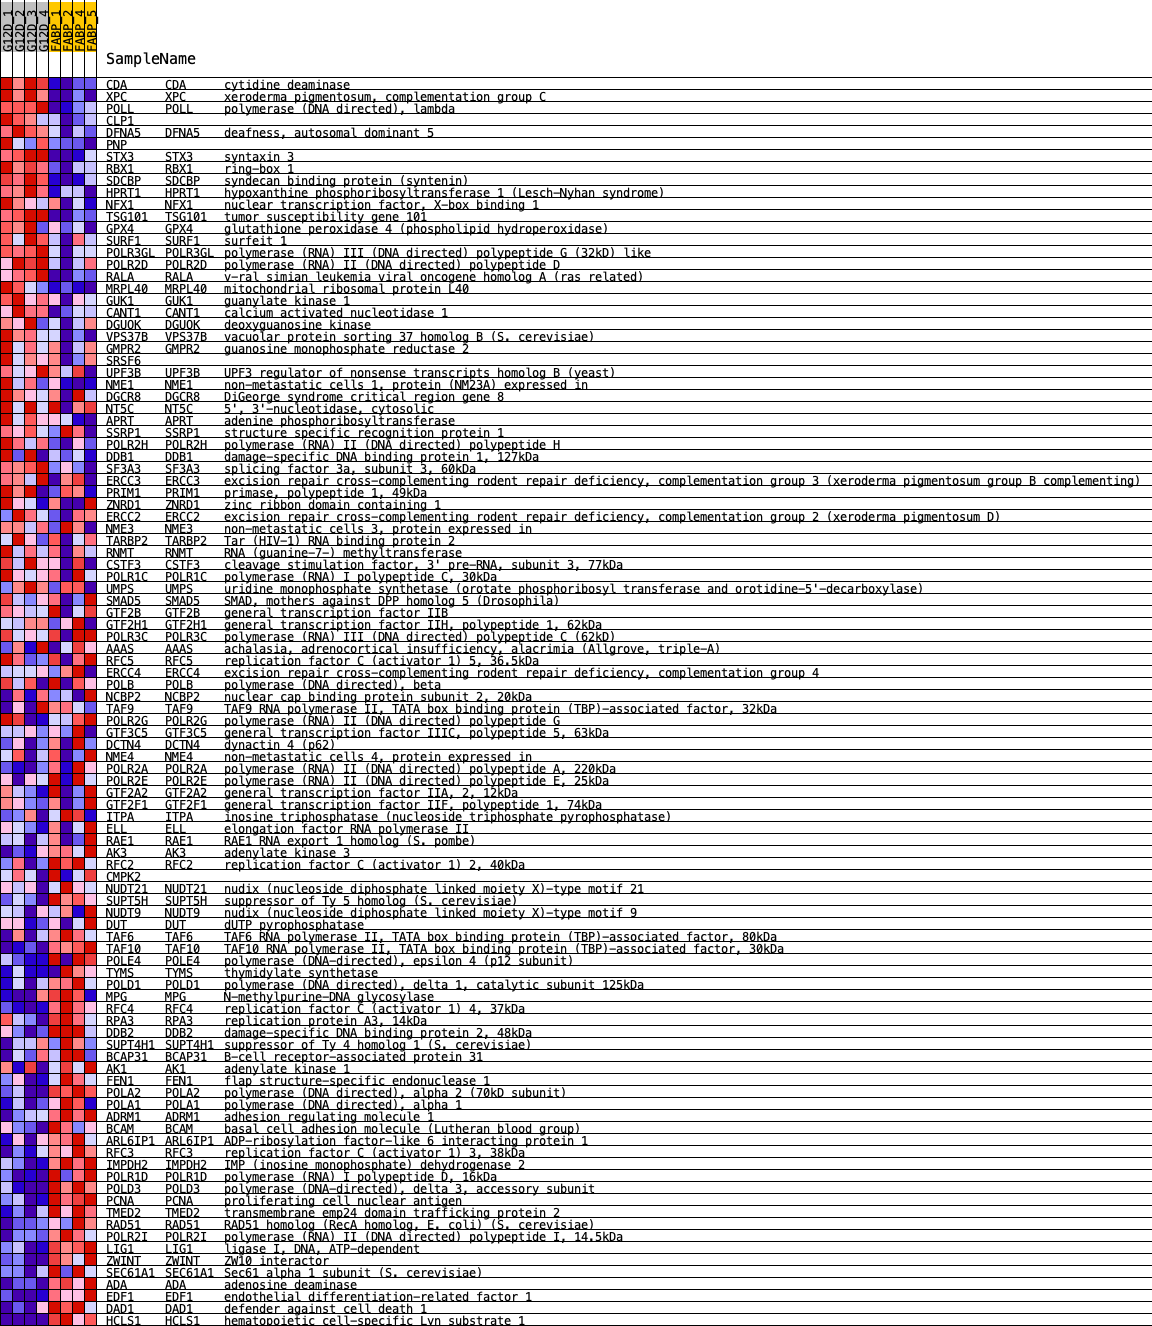 G12D_1
G12D_2
G12D_3
G12D_4
FABP_1
FABP_2
FABP_4
FABP_5
SampleName
CDA CDA cytidine deaminase
XPC XPC xeroderma pigmentosum, complementation group C
POLL POLL polymerase (DNA directed), lambda
CLP1
DFNA5 DFNA5 deafness, autosomal dominant 5
PNP
STX3 STX3 syntaxin 3
RBX1 RBX1 ring-box 1
SDCBP SDCBP syndecan binding protein (syntenin)
HPRT1 HPRT1 hypoxanthine phosphoribosyltransferase 1 (Lesch-Nyhan syndrome)
NFX1 NFX1 nuclear transcription factor, X-box binding 1
TSG101 TSG101 tumor susceptibility gene 101
GPX4 GPX4 glutathione peroxidase 4 (phospholipid hydroperoxidase)
SURF1 SURF1 surfeit 1
POLR3GL POLR3GL polymerase (RNA) III (DNA directed) polypeptide G (32kD) like
POLR2D POLR2D polymerase (RNA) II (DNA directed) polypeptide D
RALA RALA v-ral simian leukemia viral oncogene homolog A (ras related)
MRPL40 MRPL40 mitochondrial ribosomal protein L40
GUK1 GUK1 guanylate kinase 1
CANT1 CANT1 calcium activated nucleotidase 1
DGUOK DGUOK deoxyguanosine kinase
VPS37B VPS37B vacuolar protein sorting 37 homolog B (S. cerevisiae)
GMPR2 GMPR2 guanosine monophosphate reductase 2
SRSF6
UPF3B UPF3B UPF3 regulator of nonsense transcripts homolog B (yeast)
NME1 NME1 non-metastatic cells 1, protein (NM23A) expressed in
DGCR8 DGCR8 DiGeorge syndrome critical region gene 8
NT5C NT5C 5', 3'-nucleotidase, cytosolic
APRT APRT adenine phosphoribosyltransferase
SSRP1 SSRP1 structure specific recognition protein 1
POLR2H POLR2H polymerase (RNA) II (DNA directed) polypeptide H
DDB1 DDB1 damage-specific DNA binding protein 1, 127kDa
SF3A3 SF3A3 splicing factor 3a, subunit 3, 60kDa
ERCC3 ERCC3 excision repair cross-complementing rodent repair deficiency, complementation group 3 (xeroderma pigmentosum group B complementing)
PRIM1 PRIM1 primase, polypeptide 1, 49kDa
ZNRD1 ZNRD1 zinc ribbon domain containing 1
ERCC2 ERCC2 excision repair cross-complementing rodent repair deficiency, complementation group 2 (xeroderma pigmentosum D)
NME3 NME3 non-metastatic cells 3, protein expressed in
TARBP2 TARBP2 Tar (HIV-1) RNA binding protein 2
RNMT RNMT RNA (guanine-7-) methyltransferase
CSTF3 CSTF3 cleavage stimulation factor, 3' pre-RNA, subunit 3, 77kDa
POLR1C POLR1C polymerase (RNA) I polypeptide C, 30kDa
UMPS UMPS uridine monophosphate synthetase (orotate phosphoribosyl transferase and orotidine-5'-decarboxylase)
SMAD5 SMAD5 SMAD, mothers against DPP homolog 5 (Drosophila)
GTF2B GTF2B general transcription factor IIB
GTF2H1 GTF2H1 general transcription factor IIH, polypeptide 1, 62kDa
POLR3C POLR3C polymerase (RNA) III (DNA directed) polypeptide C (62kD)
AAAS AAAS achalasia, adrenocortical insufficiency, alacrimia (Allgrove, triple-A)
RFC5 RFC5 replication factor C (activator 1) 5, 36.5kDa
ERCC4 ERCC4 excision repair cross-complementing rodent repair deficiency, complementation group 4
POLB POLB polymerase (DNA directed), beta
NCBP2 NCBP2 nuclear cap binding protein subunit 2, 20kDa
TAF9 TAF9 TAF9 RNA polymerase II, TATA box binding protein (TBP)-associated factor, 32kDa
POLR2G POLR2G polymerase (RNA) II (DNA directed) polypeptide G
GTF3C5 GTF3C5 general transcription factor IIIC, polypeptide 5, 63kDa
DCTN4 DCTN4 dynactin 4 (p62)
NME4 NME4 non-metastatic cells 4, protein expressed in
POLR2A POLR2A polymerase (RNA) II (DNA directed) polypeptide A, 220kDa
POLR2E POLR2E polymerase (RNA) II (DNA directed) polypeptide E, 25kDa
GTF2A2 GTF2A2 general transcription factor IIA, 2, 12kDa
GTF2F1 GTF2F1 general transcription factor IIF, polypeptide 1, 74kDa
ITPA ITPA inosine triphosphatase (nucleoside triphosphate pyrophosphatase)
ELL ELL elongation factor RNA polymerase II
RAE1 RAE1 RAE1 RNA export 1 homolog (S. pombe)
AK3 AK3 adenylate kinase 3
RFC2 RFC2 replication factor C (activator 1) 2, 40kDa
CMPK2
NUDT21 NUDT21 nudix (nucleoside diphosphate linked moiety X)-type motif 21
SUPT5H SUPT5H suppressor of Ty 5 homolog (S. cerevisiae)
NUDT9 NUDT9 nudix (nucleoside diphosphate linked moiety X)-type motif 9
DUT DUT dUTP pyrophosphatase
TAF6 TAF6 TAF6 RNA polymerase II, TATA box binding protein (TBP)-associated factor, 80kDa
TAF10 TAF10 TAF10 RNA polymerase II, TATA box binding protein (TBP)-associated factor, 30kDa
POLE4 POLE4 polymerase (DNA-directed), epsilon 4 (p12 subunit)
TYMS TYMS thymidylate synthetase
POLD1 POLD1 polymerase (DNA directed), delta 1, catalytic subunit 125kDa
MPG MPG N-methylpurine-DNA glycosylase
RFC4 RFC4 replication factor C (activator 1) 4, 37kDa
RPA3 RPA3 replication protein A3, 14kDa
DDB2 DDB2 damage-specific DNA binding protein 2, 48kDa
SUPT4H1 SUPT4H1 suppressor of Ty 4 homolog 1 (S. cerevisiae)
BCAP31 BCAP31 B-cell receptor-associated protein 31
AK1 AK1 adenylate kinase 1
FEN1 FEN1 flap structure-specific endonuclease 1
POLA2 POLA2 polymerase (DNA directed), alpha 2 (70kD subunit)
POLA1 POLA1 polymerase (DNA directed), alpha 1
ADRM1 ADRM1 adhesion regulating molecule 1
BCAM BCAM basal cell adhesion molecule (Lutheran blood group)
ARL6IP1 ARL6IP1 ADP-ribosylation factor-like 6 interacting protein 1
RFC3 RFC3 replication factor C (activator 1) 3, 38kDa
IMPDH2 IMPDH2 IMP (inosine monophosphate) dehydrogenase 2
POLR1D POLR1D polymerase (RNA) I polypeptide D, 16kDa
POLD3 POLD3 polymerase (DNA-directed), delta 3, accessory subunit
PCNA PCNA proliferating cell nuclear antigen
TMED2 TMED2 transmembrane emp24 domain trafficking protein 2
RAD51 RAD51 RAD51 homolog (RecA homolog, E. coli) (S. cerevisiae)
POLR2I POLR2I polymerase (RNA) II (DNA directed) polypeptide I, 14.5kDa
LIG1 LIG1 ligase I, DNA, ATP-dependent
ZWINT ZWINT ZW10 interactor
SEC61A1 SEC61A1 Sec61 alpha 1 subunit (S. cerevisiae)
ADA ADA adenosine deaminase
EDF1 EDF1 endothelial differentiation-related factor 1
DAD1 DAD1 defender against cell death 1
HCLS1 HCLS1 hematopoietic cell-specific Lyn substrate 1